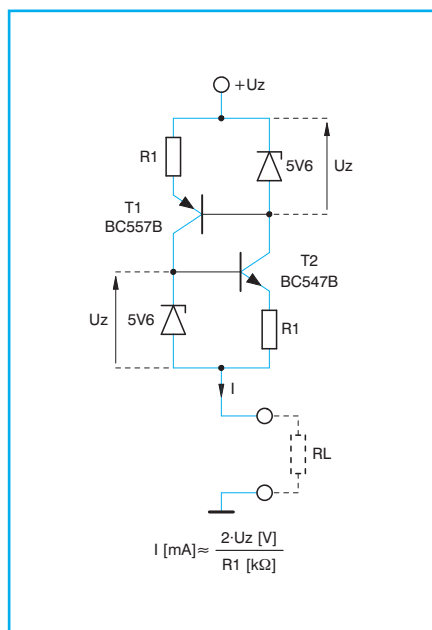 +Uz
R1
5V6
Uz
T1
BC557B
T2
BC547B
Uz
5V6
R1
I
RL
I [mA] ≈ 2·Uz [V]
R1 [kΩ]